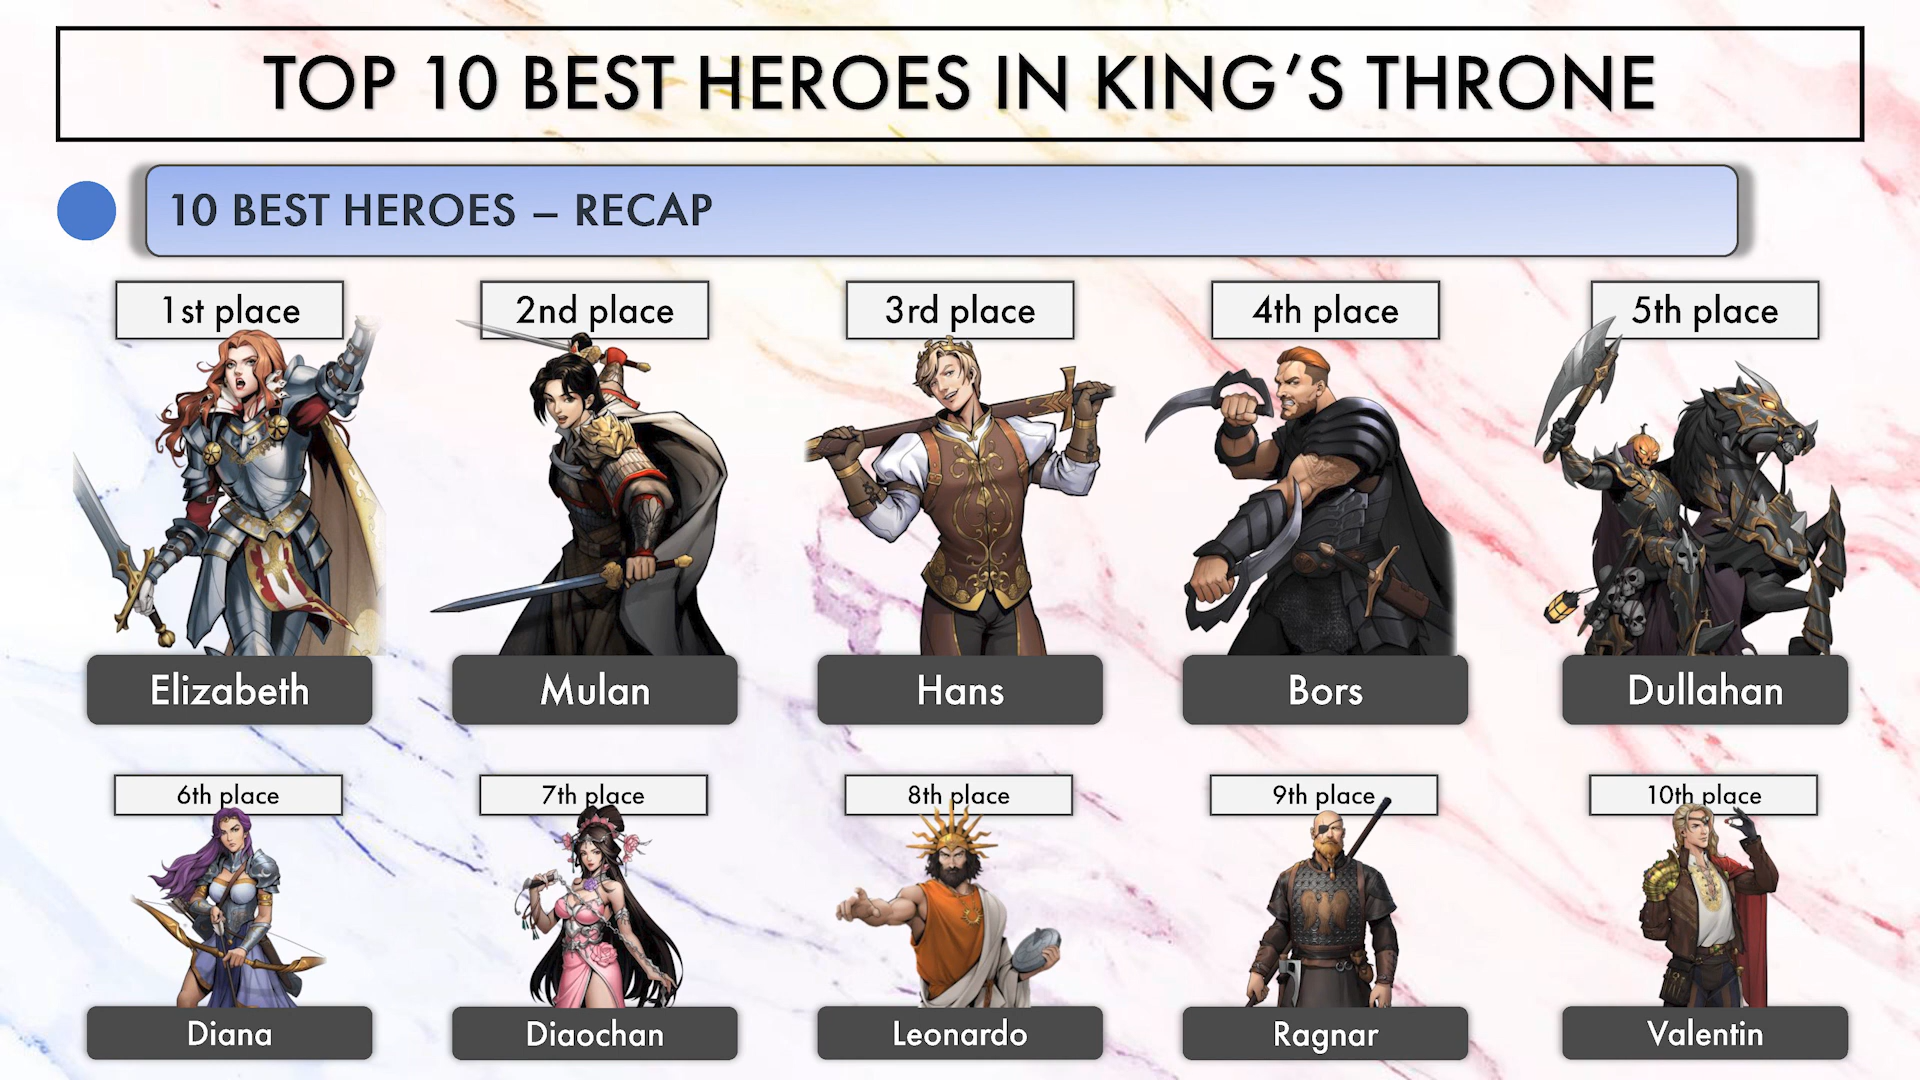 TOP 10 BEST HEROES IN KING’S THRONE
10 BEST HEROES – RECAP
1st place
2nd place
3rd place
4th place
5th place
Elizabeth
Mulan
Hans
Bors
Dullahan
6th place
7th place
8th place
9th place
10th place
Diana
Diaochan
Leonardo
Ragnar
Valentin